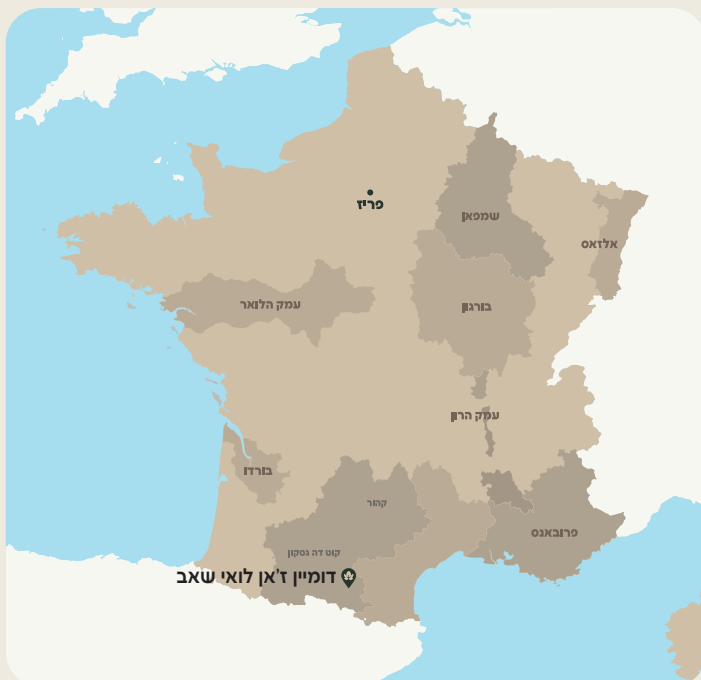 פריז
שמפאן
אלזאס
עמק הלואר
בורגון
עמק הרון
בורדו
קהור
פרובאנס
קוט דה גסקון
דומיין ז'אן לואי שאב